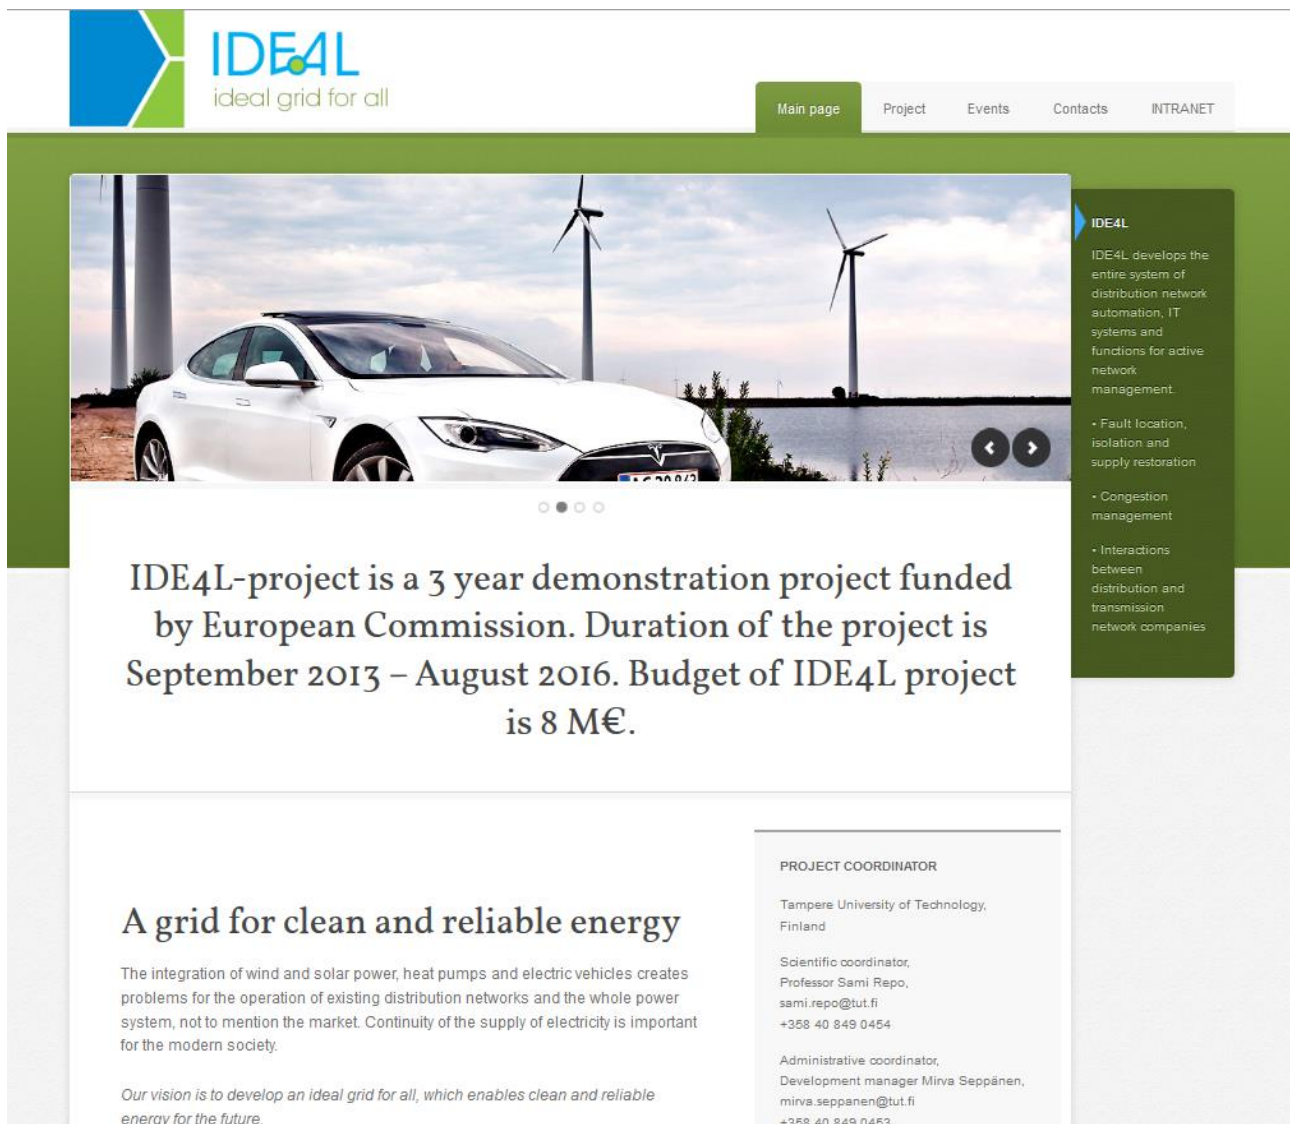 IDE4L
ideal grid for all
Main page
Project
Events
Contacts
INTRANET
IDE4L
IDE4L develops the
entire system of
distribution network
automation, IT
systems and
functions for active
network
management.
• Fault location,
isolation and
supply restoration
• Congestion
management
• Interactions
between
distribution and
transmission
network companies
IDE4L-project is a 3 year demonstration project funded
by European Commission. Duration of the project is
September 2013 – August 2016. Budget of IDE4L project
is 8 M€.
A grid for clean and reliable energy
The integration of wind and solar power, heat pumps and electric vehicles creates
problems for the operation of existing distribution networks and the whole power
system, not to mention the market. Continuity of the supply of electricity is important
for the modern society.
Our vision is to develop an ideal grid for all, which enables clean and reliable
energy for the future.
PROJECT COORDINATOR
Tampere University of Technology,
Finland
Scientific coordinator,
Professor Sami Repo,
sami.repo@tut.fi
+358 40 849 0454
Administrative coordinator,
Development manager Mirva Seppänen,
mirva.seppanen@tut.fi
+358 40 849 0453